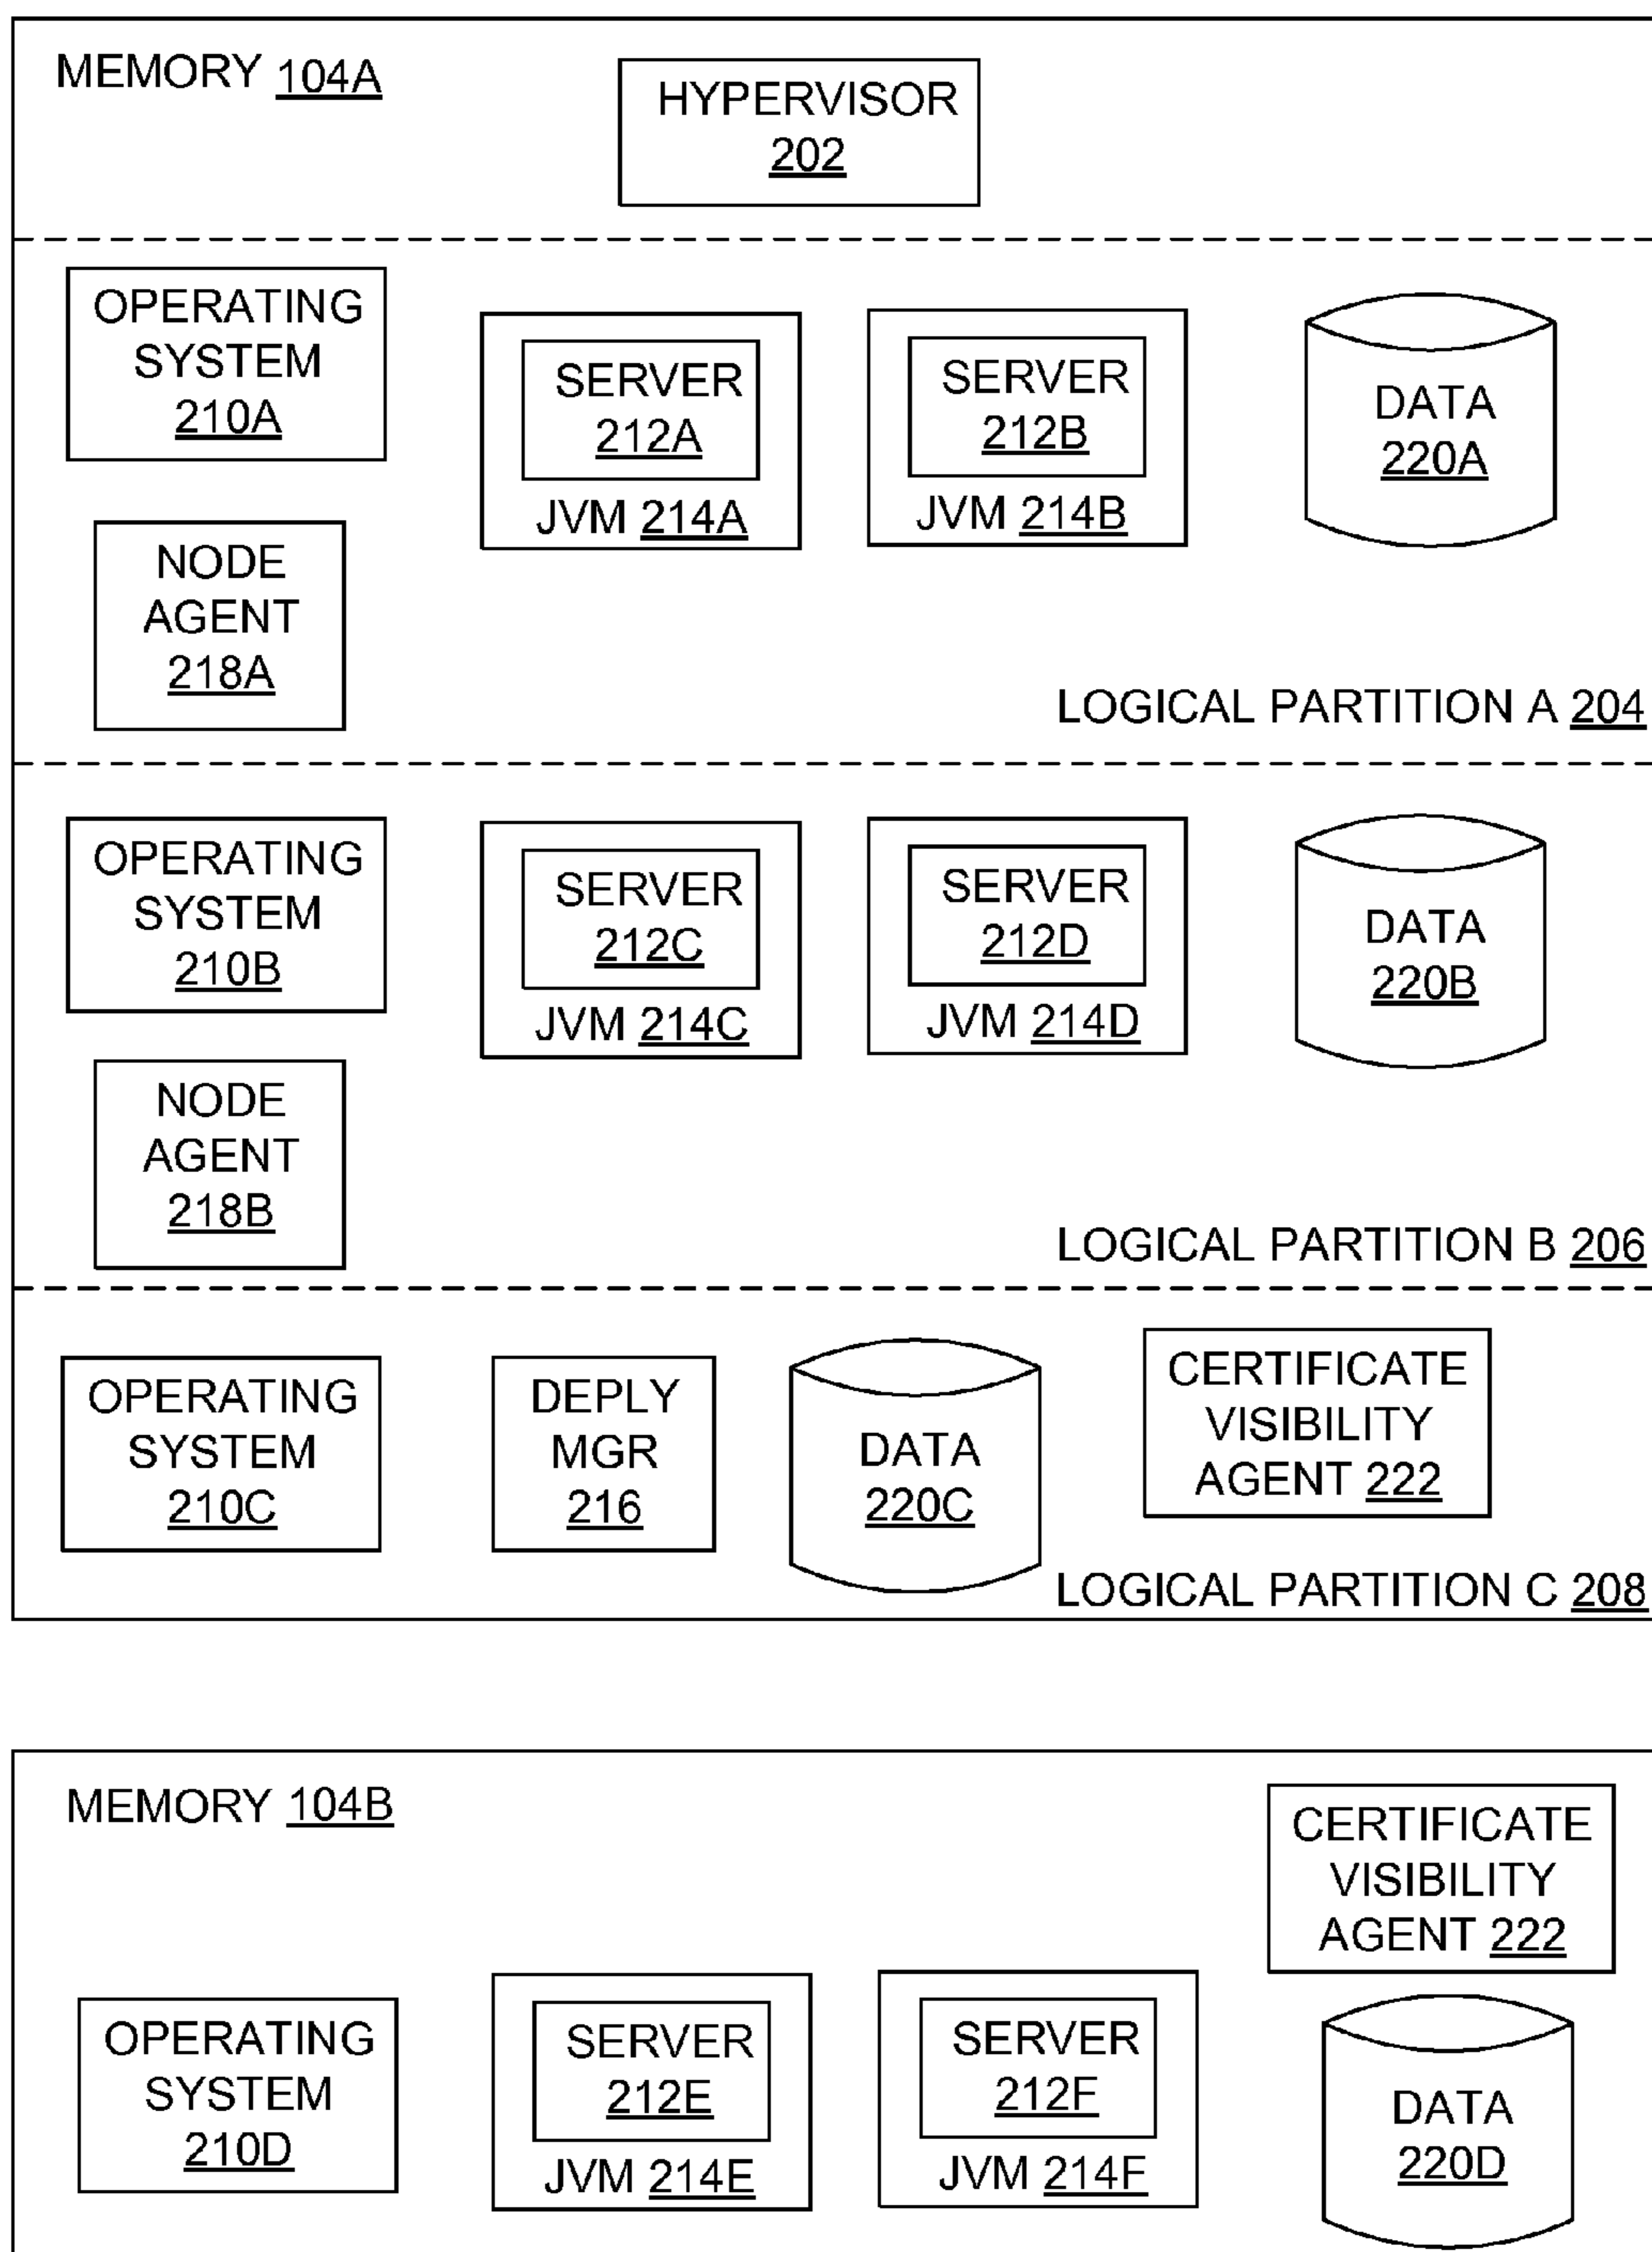 MEMORY 104A
HYPERVISOR
202
OPERATING
SYSTEM
210A
SERVER
212A
JVM 214A
SERVER
212B
JVM 214B
DATA
220A
NODE
AGENT
218A
LOGICAL PARTITION A 204
OPERATING
SYSTEM
210B
SERVER
212C
JVM 214C
SERVER
212D
JVM 214D
DATA
220B
NODE
AGENT
218B
LOGICAL PARTITION B 206
OPERATING
SYSTEM
210C
DEPLY
MGR
216
DATA
220C
CERTIFICATE
VISIBILITY
AGENT 222
LOGICAL PARTITION C 208
MEMORY 104B
CERTIFICATE
VISIBILITY
AGENT 222
OPERATING
SYSTEM
210D
SERVER
212E
JVM 214E
SERVER
212F
JVM 214F
DATA
220D